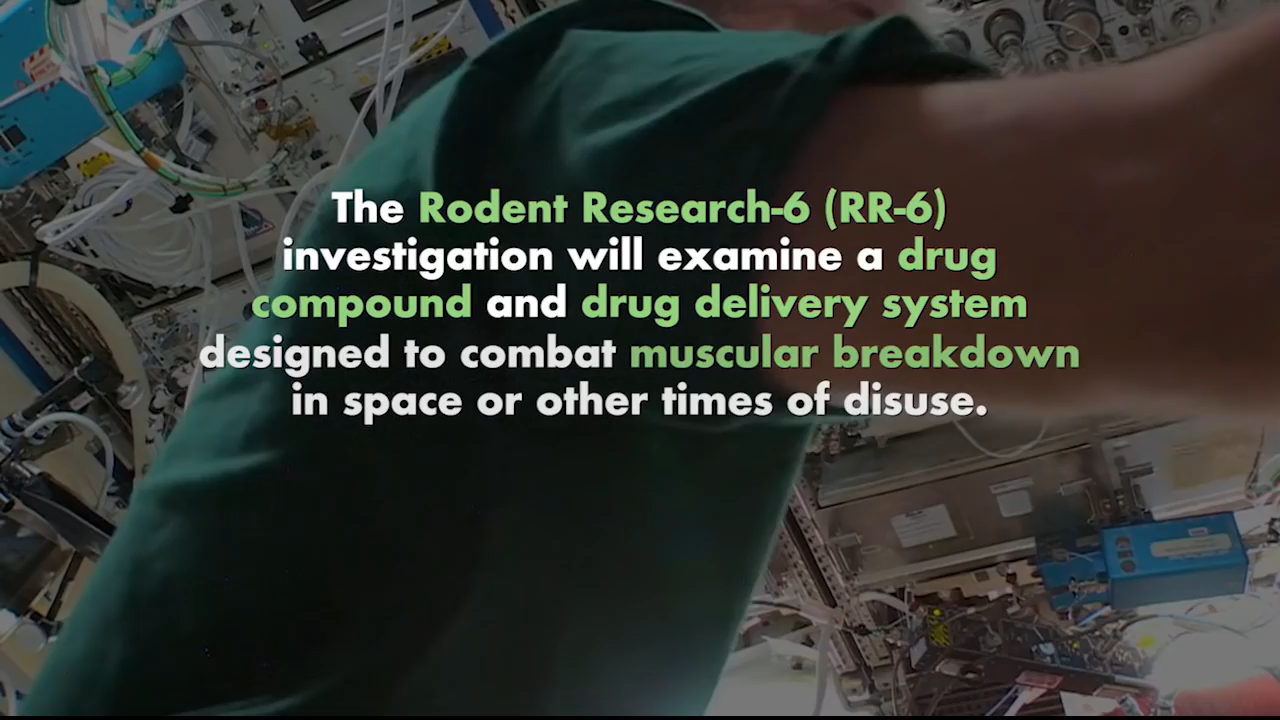 The Rodent Research-6 (RR-6)
investigation will examine a drug
compound and drug delivery system
designed to combat muscular breakdown
in space or other times of disuse.